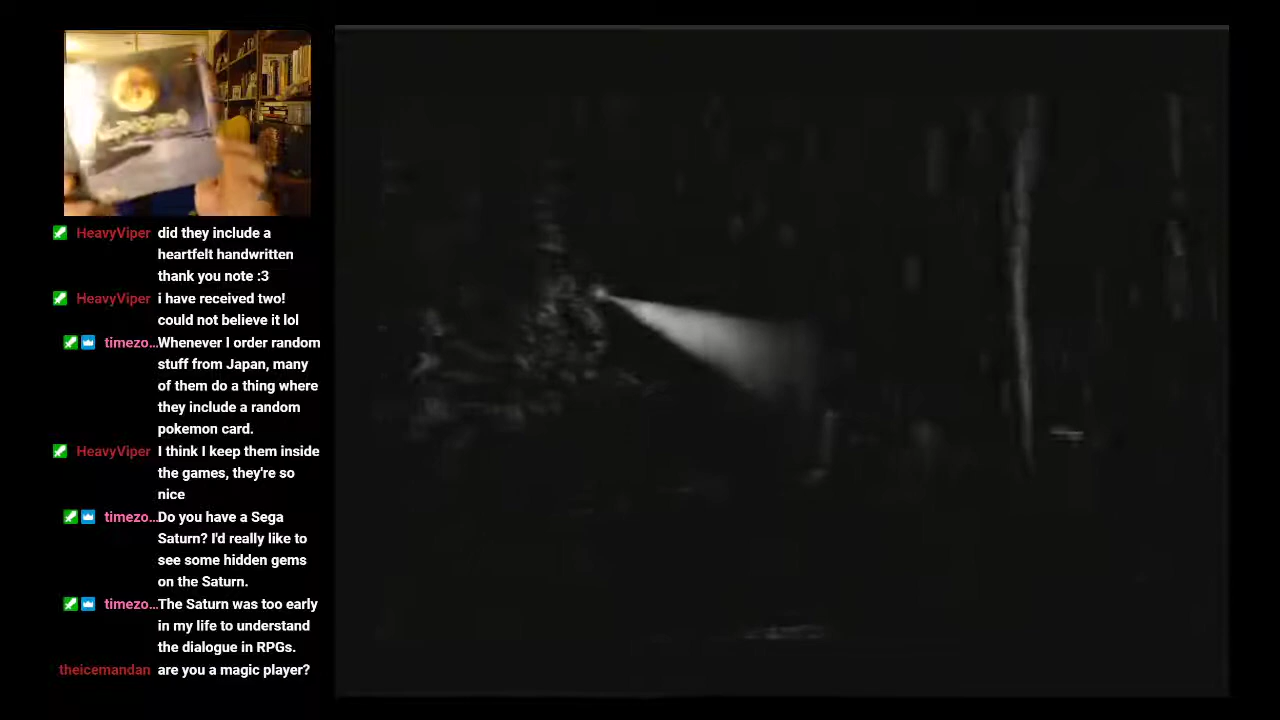 HeavyViper did they include a
heartfelt handwritten
thank you note :3
HeavyViper i have received two!
could not believe it lol
timezo... Whenever I order random
stuff from Japan, many
of them do a thing where
they include a random
pokemon card.
HeavyViper I think I keep them inside
the games, they're so
nice
timezo... Do you have a Sega
Saturn? I'd really like to
see some hidden gems
on the Saturn.
timezo... The Saturn was too early
in my life to understand
the dialogue in RPGs.
theicemandan are you a magic player?